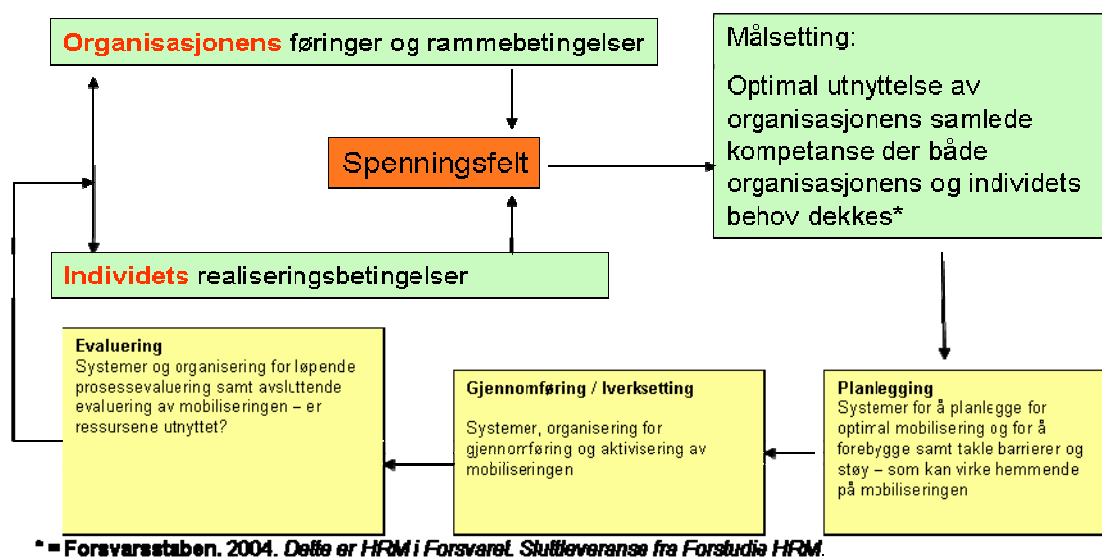 Organisasjonens føringer og rammebetingelser
Målsetting:
Optimal utnyttelse av
organisasjonens samlede
kompetanse der både
organisasjonens og individets
behov dekkes*
Spenningsfelt
Individets realiseringsbetingelser
Evaluering
Systemer og organisering for løpende
prosessevaluering samt avsluttende
evaluering av mobiliseringen – er
ressursene utnyttet?
Gjennomføring / Iverksetting
Systemer, organisering for
gjennomføring og aktivisering av
mobiliseringen
Planlegging
Systemer for å planlegge for
optimal mobilisering og for å
forebygge samt takle barrierer og
støy – som kan virke hemmende
på mobiliseringen
* = Forsvarsstaben. 2004. Dette er HRM i Forsvaret. Sluttleveranse fra Forstudie HRM.